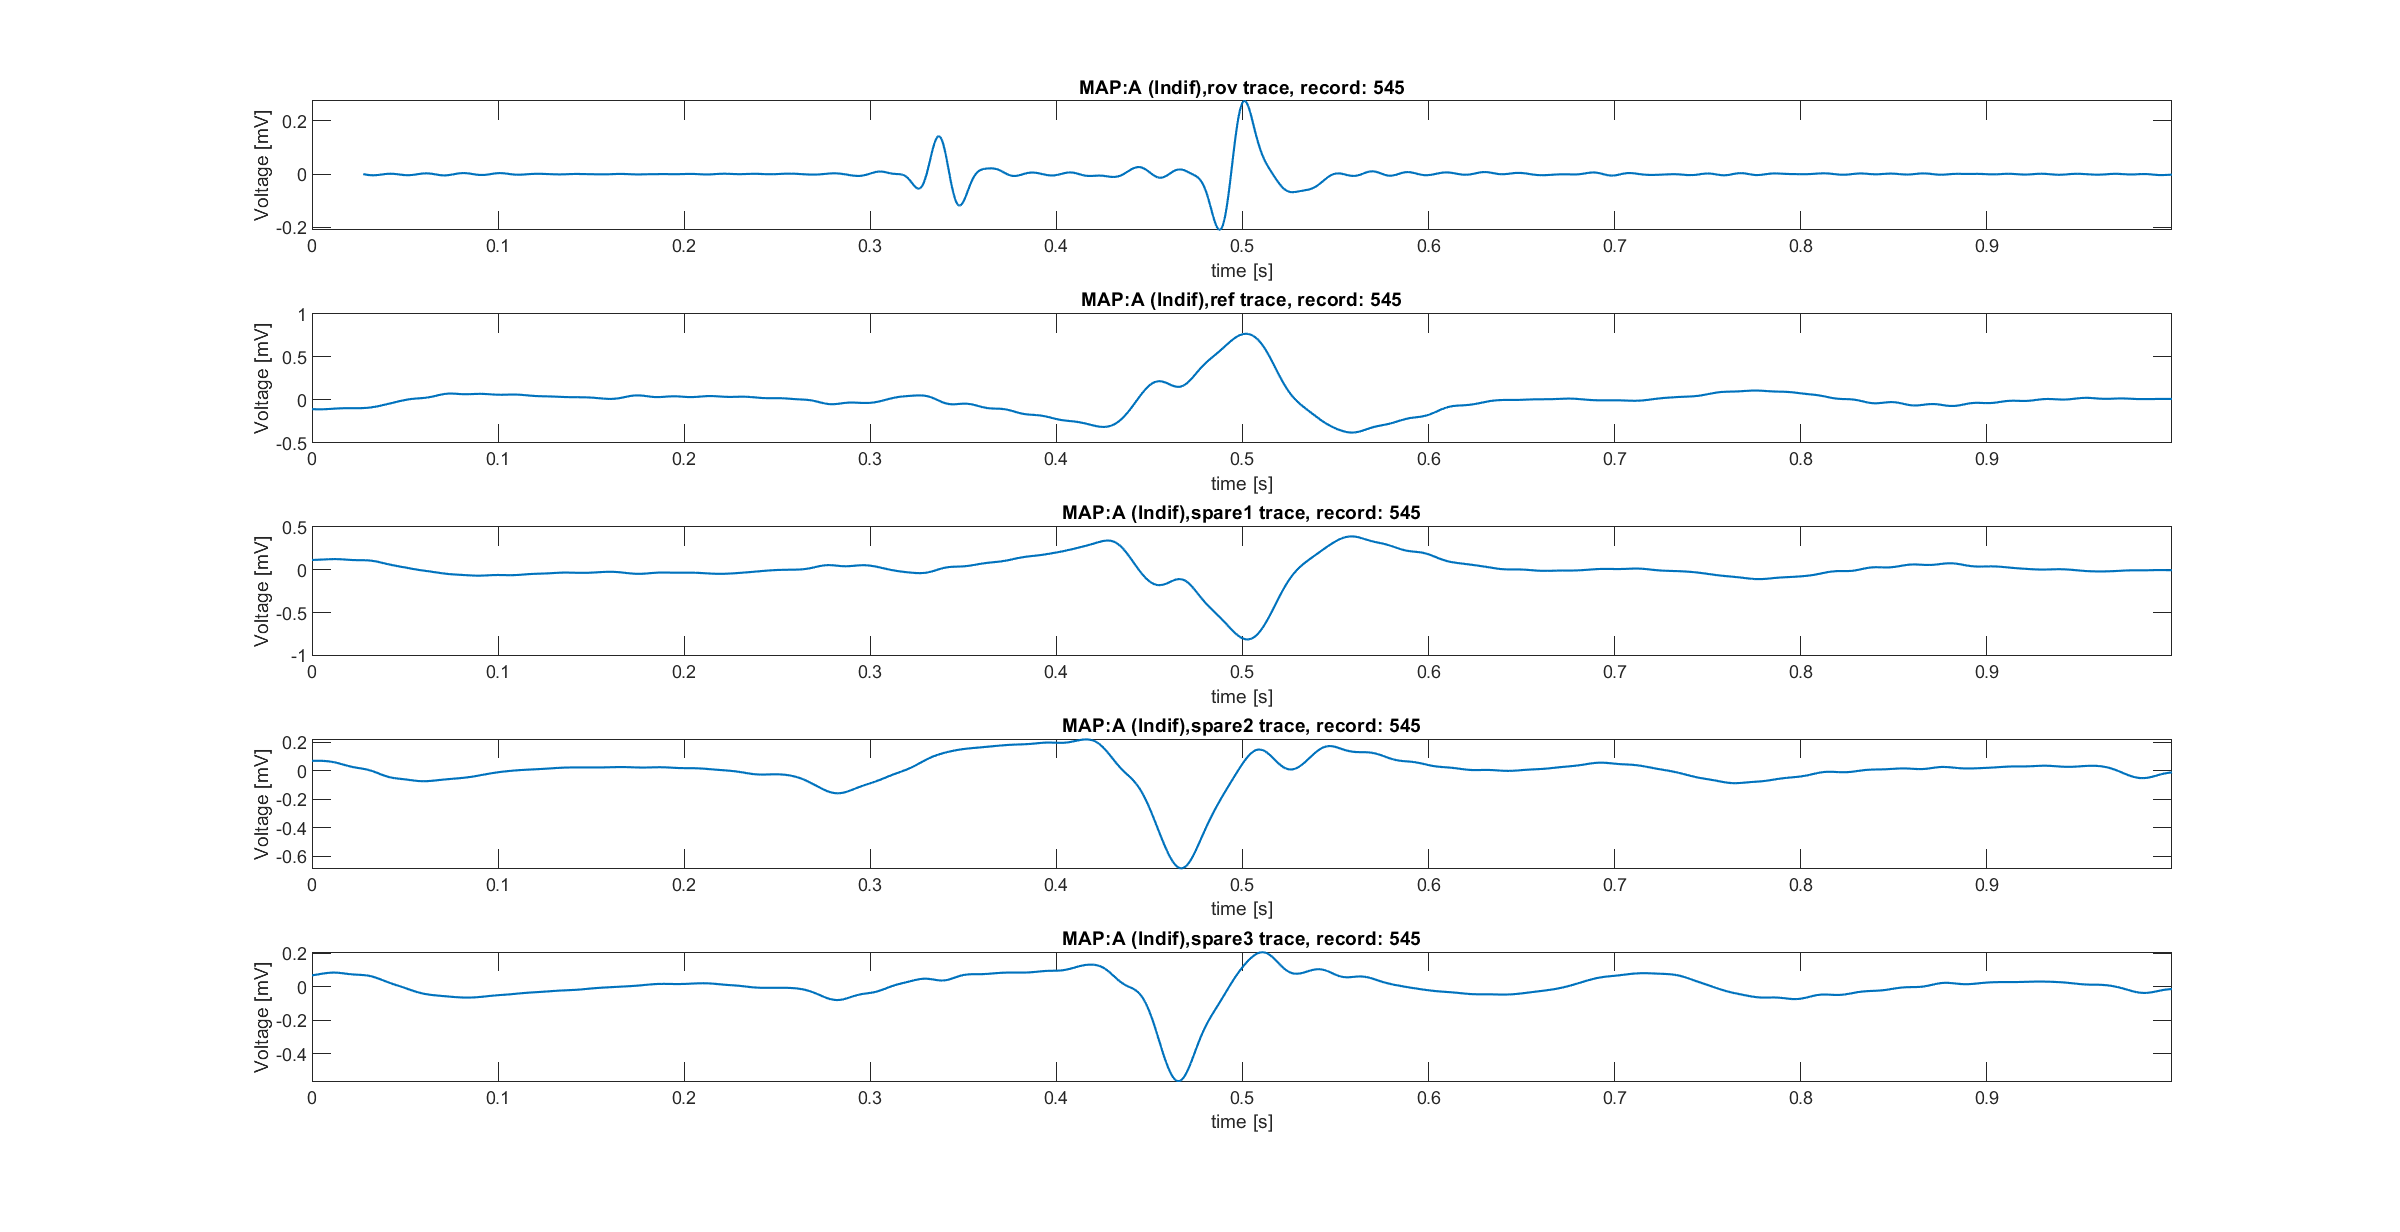 MAP:A (Indif),rov trace, record: 545
Voltage [mV]
0.2
0
-0.2
0 0.1 0.2 0.3 0.4 0.5 0.6 0.7 0.8 0.9
time [s]
MAP:A (Indif),ref trace, record: 545
Voltage [mV]
1
0.5
0
-0.5
0 0.1 0.2 0.3 0.4 0.5 0.6 0.7 0.8 0.9
time [s]
MAP:A (Indif),spare1 trace, record: 545
Voltage [mV]
0.5
0
-0.5
-1
0 0.1 0.2 0.3 0.4 0.5 0.6 0.7 0.8 0.9
time [s]
MAP:A (Indif),spare2 trace, record: 545
Voltage [mV]
0.2
0
-0.2
-0.4
-0.6
0 0.1 0.2 0.3 0.4 0.5 0.6 0.7 0.8 0.9
time [s]
MAP:A (Indif),spare3 trace, record: 545
Voltage [mV]
0.2
0
-0.2
-0.4
0 0.1 0.2 0.3 0.4 0.5 0.6 0.7 0.8 0.9
time [s]